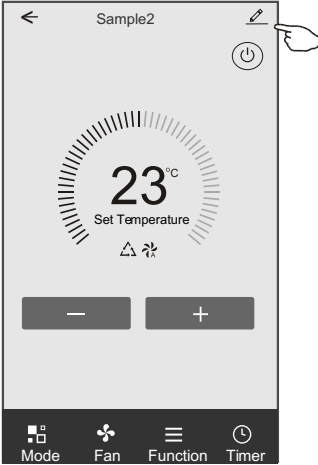 Sample2
23°C
Set Temperature
A
Mode Fan Function Timer